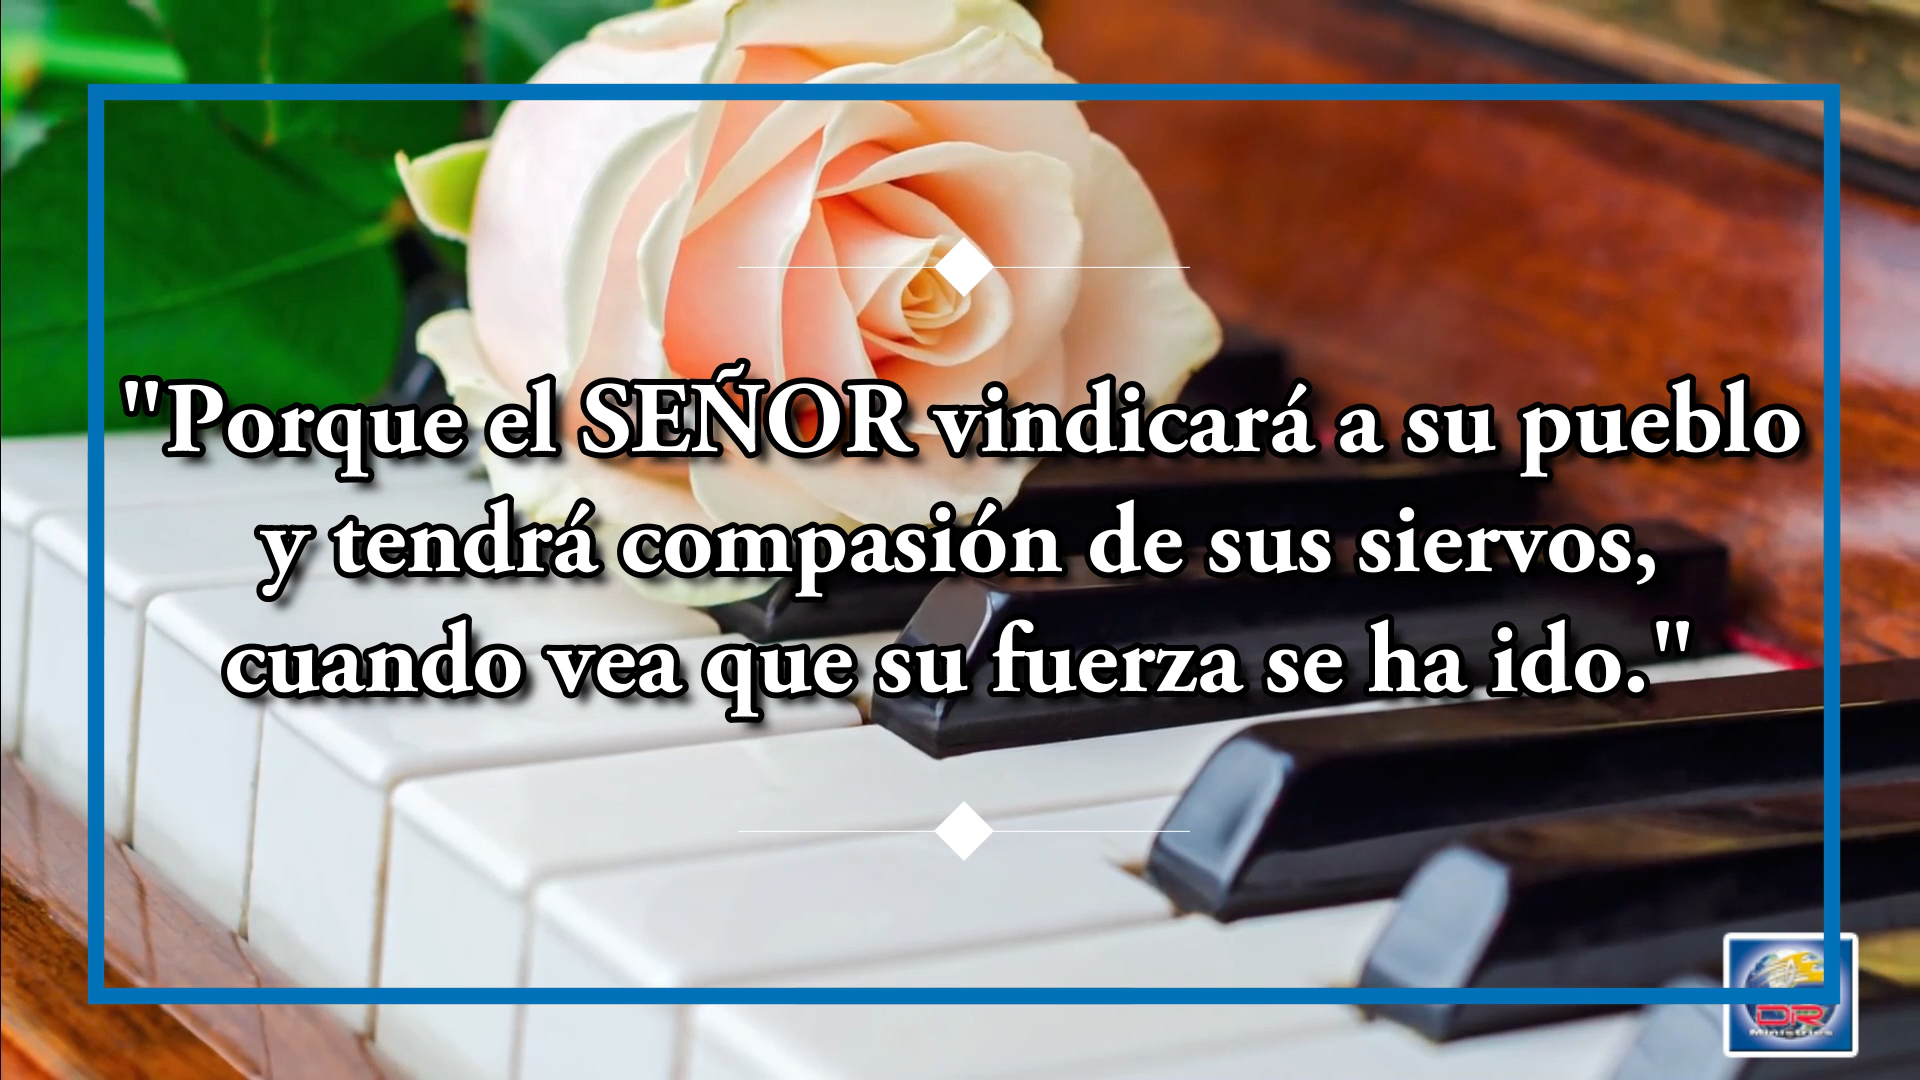 "Porque el SEÑOR vindicará a su pueblo
y tendrá compasión de sus siervos,
cuando vea que su fuerza se ha ido."
DR
Ministries